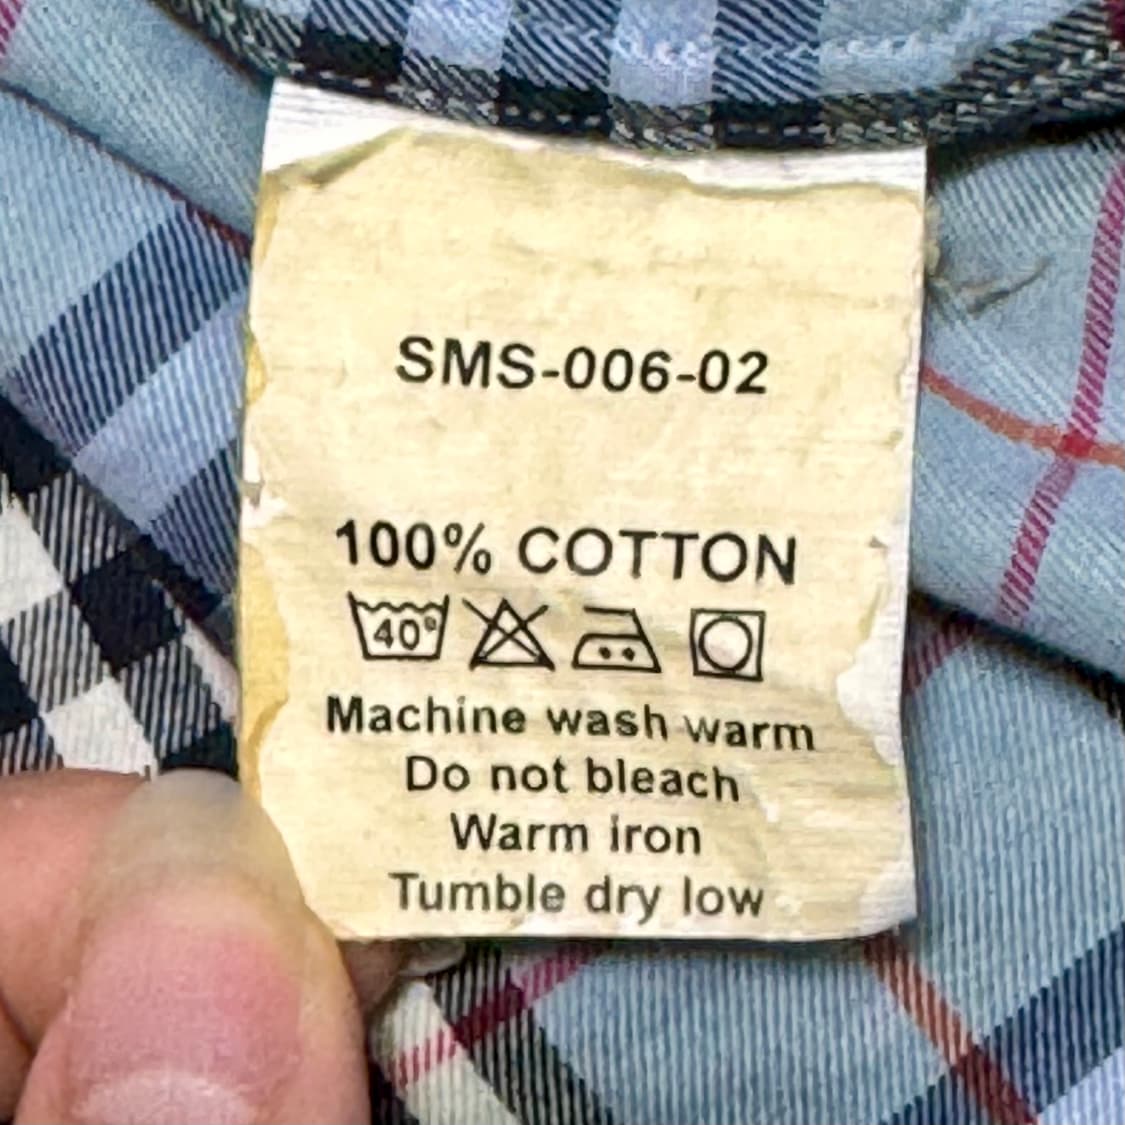 SMS-006-02
100% COTTON
40°
Machine wash warm
Do not bleach
Warm iron
Tumble dry low